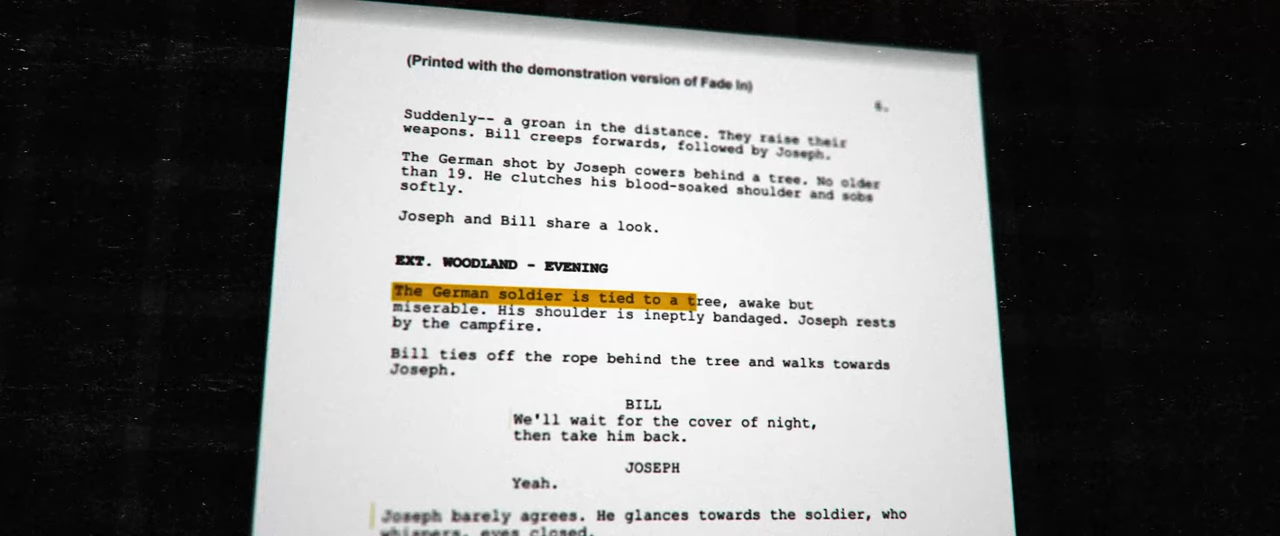 (Printed with the demonstration version of Fade In)
6.
Suddenly-- a groan in the distance. They raise their
weapons. Bill creeps forwards, followed by Joseph.
The German shot by Joseph cowers behind a tree. No older
than 19. He clutches his blood-soaked shoulder and sobs
softly.
Joseph and Bill share a look.
EXT. WOODLAND - EVENING
The German soldier is tied to a tree, awake but
miserable. His shoulder is ineptly bandaged. Joseph rests
by the campfire.
Bill ties off the rope behind the tree and walks towards
Joseph.
BILL
We'll wait for the cover of night,
then take him back.
JOSEPH
Yeah.
Joseph barely agrees. He glances towards the soldier, who
whispers, eyes closed.